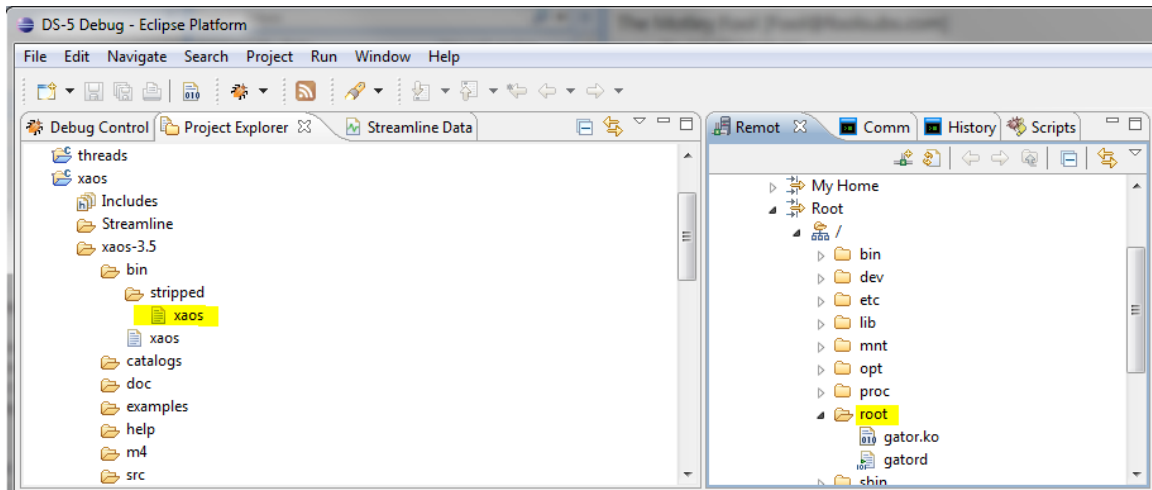 DS-5 Debug - Eclipse Platform
File Edit Navigate Search Project Run Window Help
Debug Control Project Explorer Streamline Data
threads
xaos
Includes
Streamline
xaos-3.5
bin
stripped
xaos
xaos
catalogs
doc
examples
help
m4
src
Remot Comm History Scripts
My Home
Root
/
bin
dev
etc
lib
mnt
opt
proc
root
gator.ko
gatord
sbin